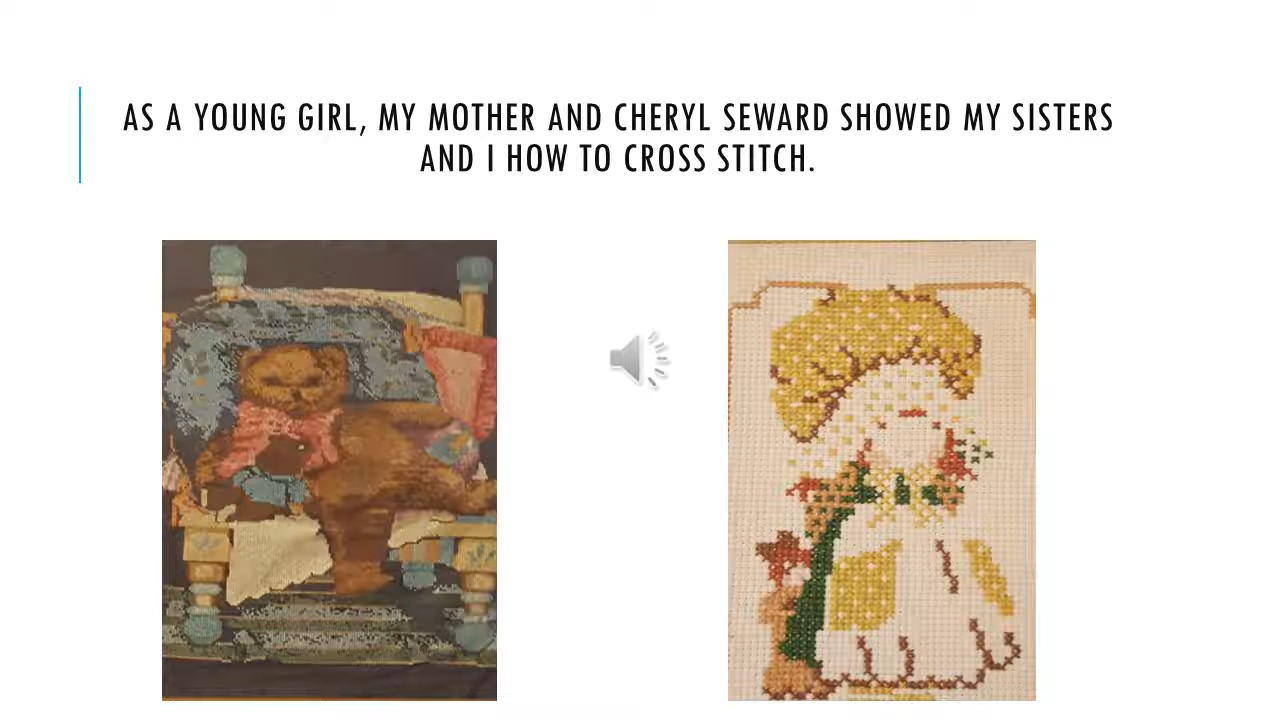 AS A YOUNG GIRL, MY MOTHER AND CHERYL SEWARD SHOWED MY SISTERS
AND I HOW TO CROSS STITCH.